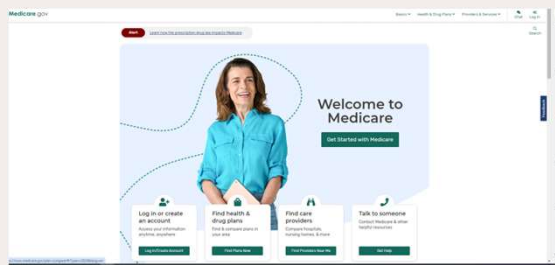 Medicare.gov
Basics
Health & Drug Plans
Providers & Services
Chat
Log in
Alert
Learn how the prescription drug law impacts Medicare
Search
Welcome to
Medicare
Get Started with Medicare
Feedback
Log in or create
an account
Access your information
anytime, anywhere
Log in/Create Account
Find health &
drug plans
Find & compare plans in
your area
Find Plans Now
Find care
providers
Compare hospitals,
nursing homes, & more
Find Providers Near Me
Talk to someone
Contact Medicare & other
helpful resources
Get Help